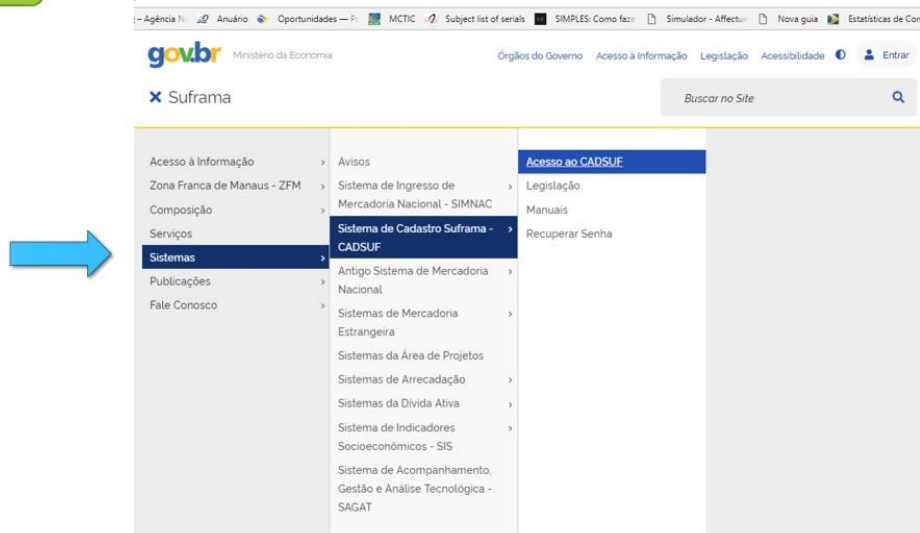 – Agência N
Anuário
Oportunidades — P
MCTIC
Subject list of serials
SIMPLES: Como faz
Simulador - Affectu
Nova guia
Estatísticas de Co
gov.br
Ministério da Economia
Órgãos do Governo
Acesso à Informação
Legislação
Acessibilidade
Entrar
Suframa
Buscar no Site
Acesso à Informação
Zona Franca de Manaus - ZFM
Composição
Serviços
Sistemas
Publicações
Fale Conosco
Avisos
Sistema de Ingresso de
Mercadoria Nacional - SIMNAC
Sistema de Cadastro Suframa -
CADSUF
Antigo Sistema de Mercadoria
Nacional
Sistemas de Mercadoria
Estrangeira
Sistemas da Área de Projetos
Sistemas de Arrecadação
Sistemas da Dívida Ativa
Sistema de Indicadores
Socioeconômicos - SIS
Sistema de Acompanhamento,
Gestão e Análise Tecnológica -
SAGAT
Acesso ao CADSUF
Legislação
Manuais
Recuperar Senha